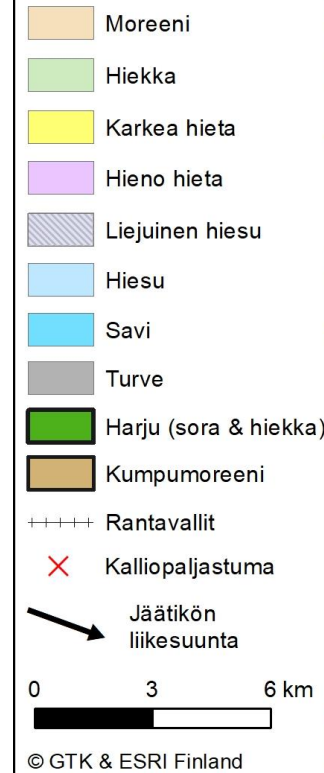 Moreeni
Hiekka
Karkea hieta
Hieno hieta
Liejuinen hiesu
Hiesu
Savi
Turve
Harju (sora & hiekka)
Kumpumoreeni
Rantavallit
Kalliopaljastuma
Jäätikön
liikesuunta
0 3 6 km
© GTK & ESRI Finland